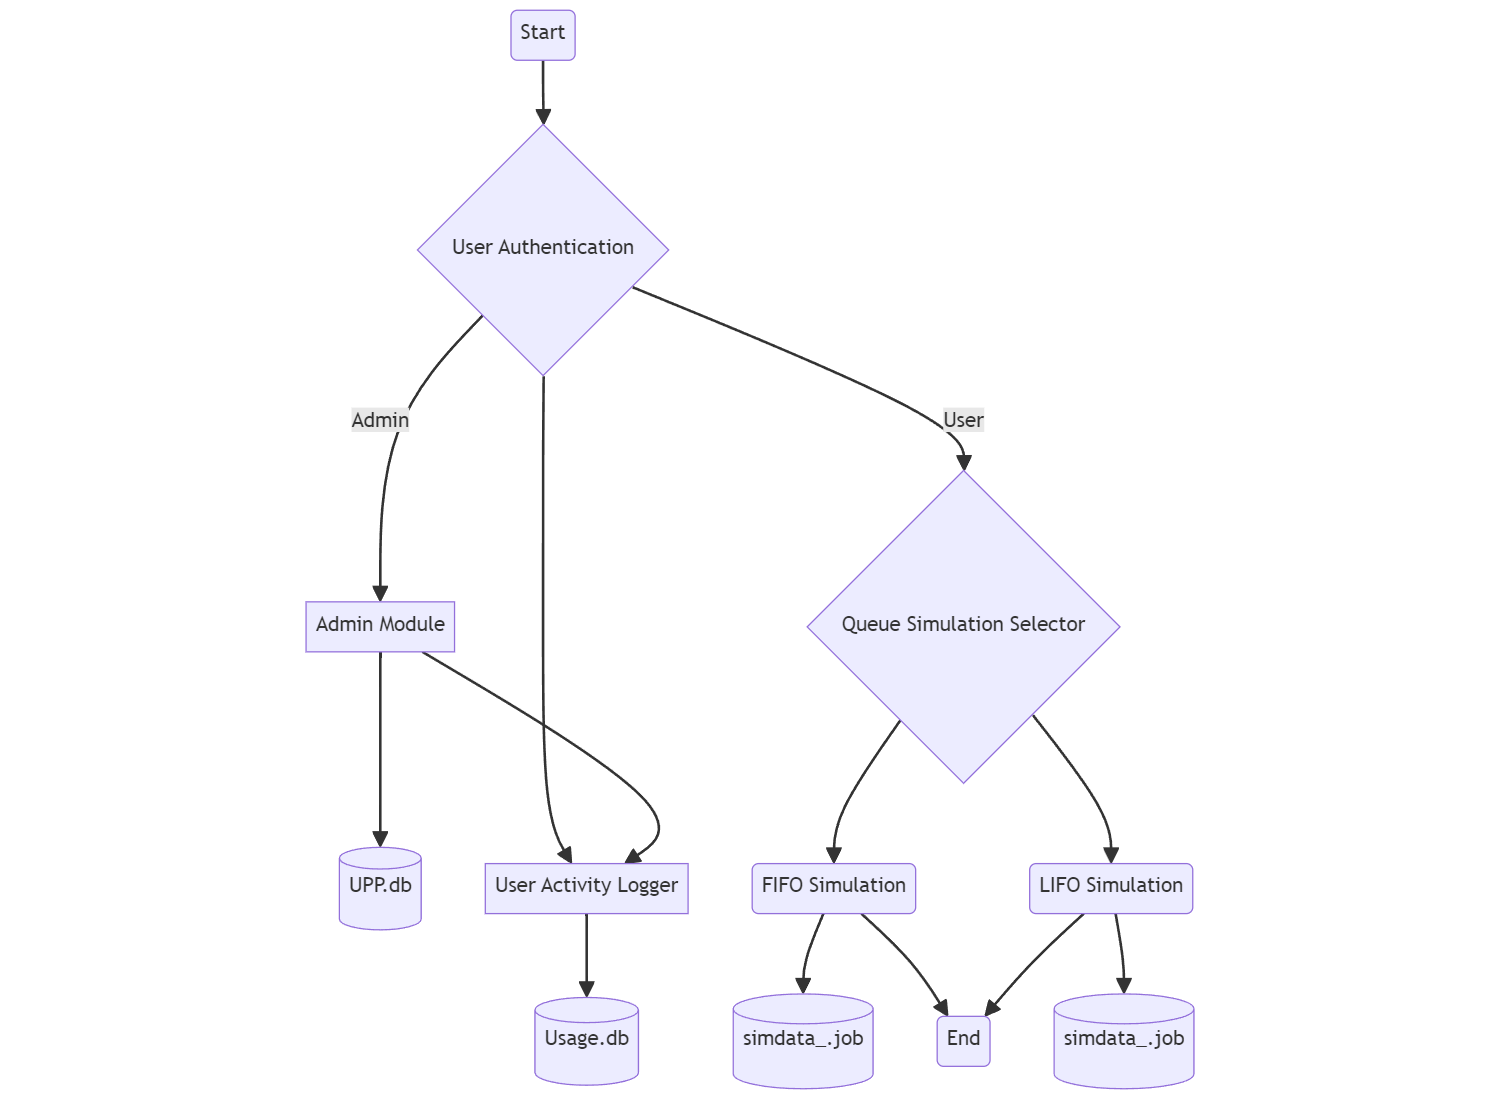 Start
User Authentication
Admin
User
Admin Module
Queue Simulation Selector
UPP.db
User Activity Logger
FIFO Simulation
LIFO Simulation
Usage.db
simdata_.job
End
simdata_.job